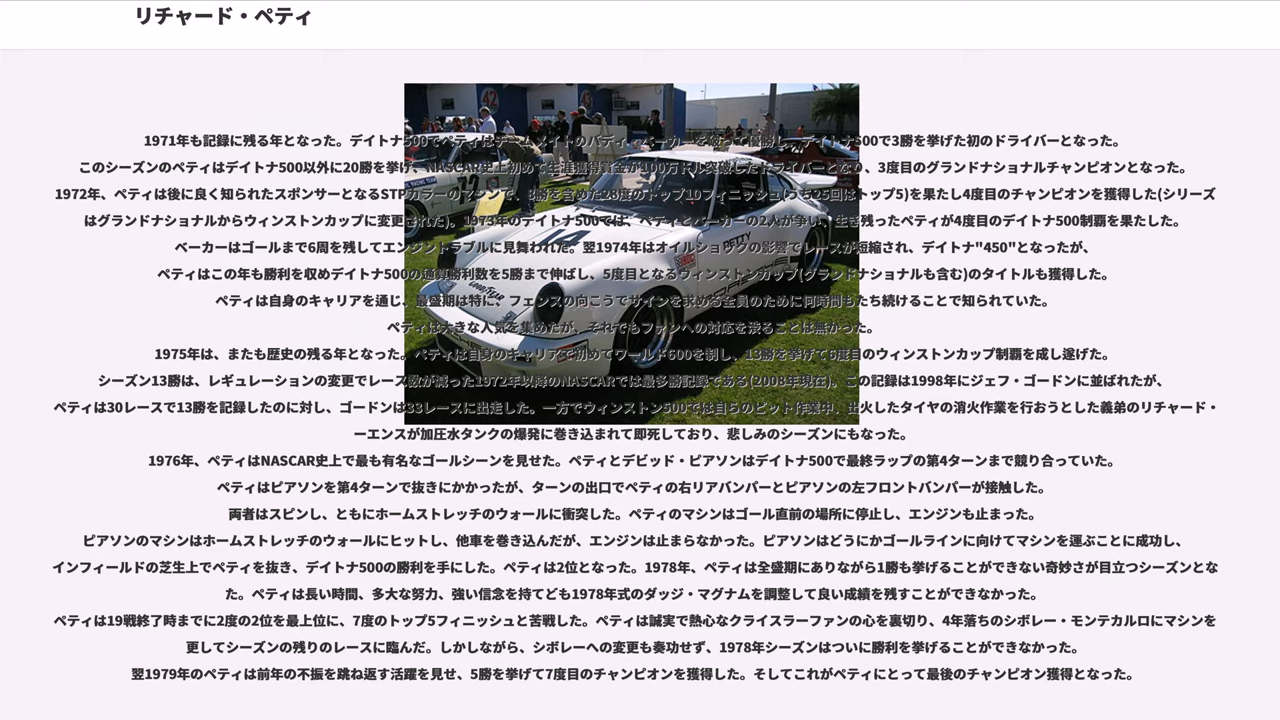 リチャード・ペティ
1971年も記録に残る年となった。デイトナ500でペティはチームメイトのバディ・ベーカーを破って優勝し、デイトナ500で3勝を挙げた初のドライバーとなった。
このシーズンのペティはデイトナ500以外に20勝を挙げ、NASCAR史上初めて生涯獲得賞金が100万ドル突破したドライバーとなり、3度目のグランドナショナルチャンピオンとなった。
1972年、ペティは後に良く知られたスポンサーとなるSTPカラーのマシンで、8勝を含めた28度のトップ10フィニッシュ(うち25回はトップ5)を果たし4度目のチャンピオンを獲得した(シリーズ
はグランドナショナルからウィンストンカップに変更された)。1973年のデイトナ500では、ペティとベーカーの2人が争い、生き残ったペティが4度目のデイトナ500制覇を果たした。
ベーカーはゴールまで6周を残してエンジントラブルに見舞われた。翌1974年はオイルショックの影響でレースが短縮され、デイトナ"450"となったが、
ペティはこの年も勝利を収めデイトナ500の通算勝利数を5勝まで伸ばし、5度目となるウィンストンカップ(グランドナショナルも含む)のタイトルも獲得した。
ペティは自身のキャリアを通じ、最盛期は特に、フェンスの向こうでサインを求める全員のために何時間もたち続けることで知られていた。
ペティは大きな人気を集めたが、それでもファンへの対応を渋ることは無かった。
1975年は、またも歴史の残る年となった。ペティは自身のキャリアで初めてワールド600を制し、13勝を挙げて6度目のウィンストンカップ制覇を成し遂げた。
シーズン13勝は、レギュレーションの変更でレース数が減った1972年以降のNASCARでは最多勝記録である(2008年現在)。この記録は1998年にジェフ・ゴードンに並ばれたが、
ペティは30レースで13勝を記録したのに対し、ゴードンは33レースに出走した。一方でウィンストン500では自らのピット作業中、出火したタイヤの消火作業を行おうとした義弟のリチャード・
ーエンスが加圧水タンクの爆発に巻き込まれて即死しており、悲しみのシーズンにもなった。
1976年、ペティはNASCAR史上で最も有名なゴールシーンを見せた。ペティとデビッド・ピアソンはデイトナ500で最終ラップの第4ターンまで競り合っていた。
ペティはピアソンを第4ターンで抜きにかかったが、ターンの出口でペティの右リアバンパーとピアソンの左フロントバンパーが接触した。
両者はスピンし、ともにホームストレッチのウォールに衝突した。ペティのマシンはゴール直前の場所に停止し、エンジンも止まった。
ピアソンのマシンはホームストレッチのウォールにヒットし、他車を巻き込んだが、エンジンは止まらなかった。ピアソンはどうにかゴールラインに向けてマシンを運ぶことに成功し、
インフィールドの芝生上でペティを抜き、デイトナ500の勝利を手にした。ペティは2位となった。1978年、ペティは全盛期にありながら1勝も挙げることができない奇妙さが目立つシーズンとな
た。ペティは長い時間、多大な努力、強い信念を持てども1978年式のダッジ・マグナムを調整して良い成績を残すことができなかった。
ペティは19戦終了時までに2度の2位を最上位に、7度のトップ5フィニッシュと苦戦した。ペティは誠実で熱心なクライスラーファンの心を裏切り、4年落ちのシボレー・モンテカルロにマシンを
更してシーズンの残りのレースに臨んだ。しかしながら、シボレーへの変更も奏功せず、1978年シーズンはついに勝利を挙げることができなかった。
翌1979年のペティは前年の不振を跳ね返す活躍を見せ、5勝を挙げて7度目のチャンピオンを獲得した。そしてこれがペティにとって最後のチャンピオン獲得となった。